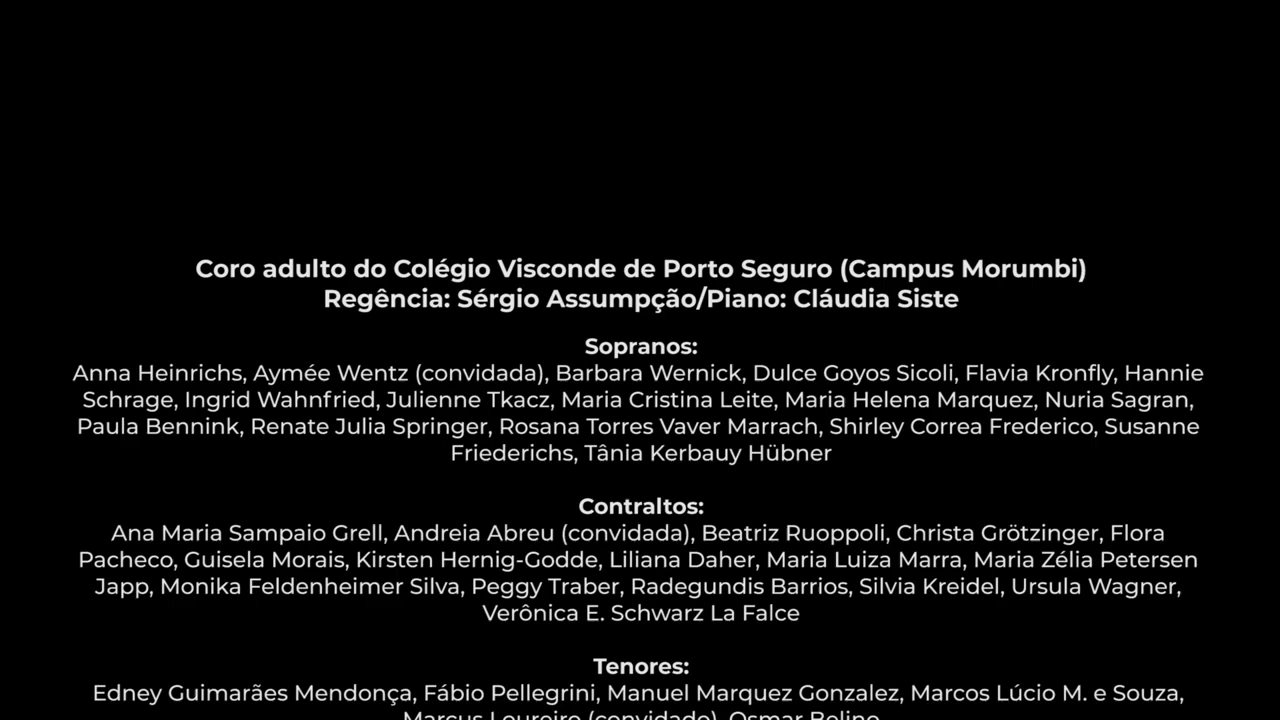 Coro adulto do Colégio Visconde de Porto Seguro (Campus Morumbi)
Regência: Sérgio Assumpção/Piano: Cláudia Siste
Sopranos:
Anna Heinrichs, Aymée Wentz (convidada), Barbara Wernick, Dulce Goyos Sicoli, Flavia Kronfly, Hannie
Schrage, Ingrid Wahnfried, Julienne Tkacz, Maria Cristina Leite, Maria Helena Marquez, Nuria Sagran,
Paula Bennink, Renate Julia Springer, Rosana Torres Vaver Marrach, Shirley Correa Frederico, Susanne
Friederichs, Tânia Kerbauy Hübner
Contraltos:
Ana Maria Sampaio Grell, Andreia Abreu (convidada), Beatriz Ruoppoli, Christa Grötzinger, Flora
Pacheco, Guisela Morais, Kirsten Hernig-Godde, Liliana Daher, Maria Luiza Marra, Maria Zélia Petersen
Japp, Monika Feldenheimer Silva, Peggy Traber, Radegundis Barrios, Silvia Kreidel, Ursula Wagner,
Verônica E. Schwarz La Falce
Tenores:
Edney Guimarães Mendonça, Fábio Pellegrini, Manuel Marquez Gonzalez, Marcos Lúcio M. e Souza,
Marcus Loureiro (convidado), Osmar Belino